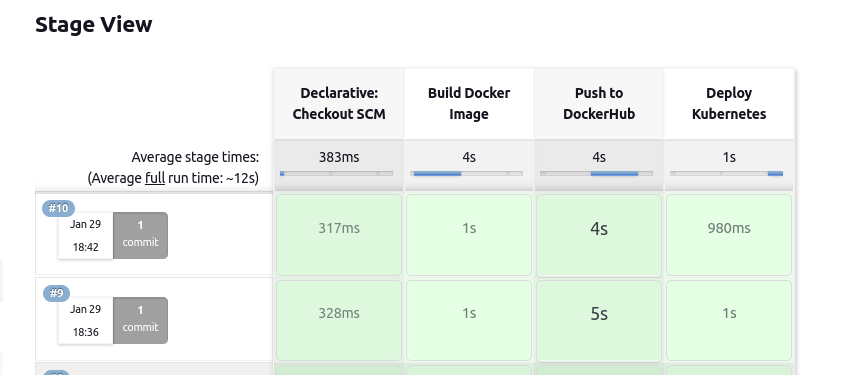 Stage View
Declarative:
Checkout SCM
Build Docker
Image
Push to
DockerHub
Deploy
Kubernetes
Average stage times:
(Average full run time: ~12s)
383ms
4s
4s
1s
#10
Jan 29
18:42
1
commit
317ms
1s
4s
980ms
#9
Jan 29
18:36
1
commit
328ms
1s
5s
1s